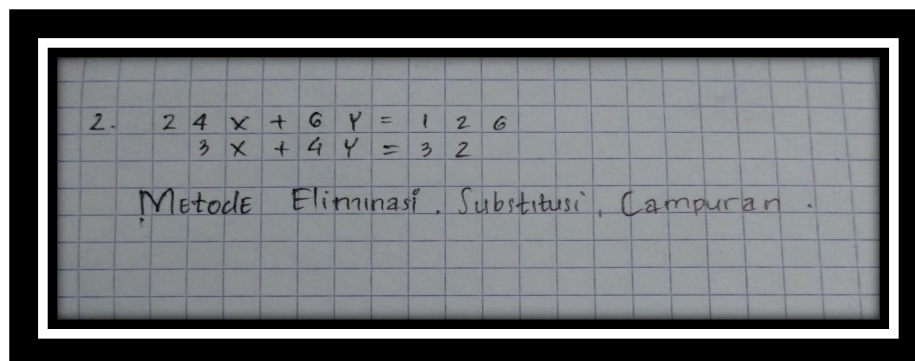 2. 24x + 6y = 126
3x + 4y = 32
Metode Eliminasi, Substitusi, Campuran.